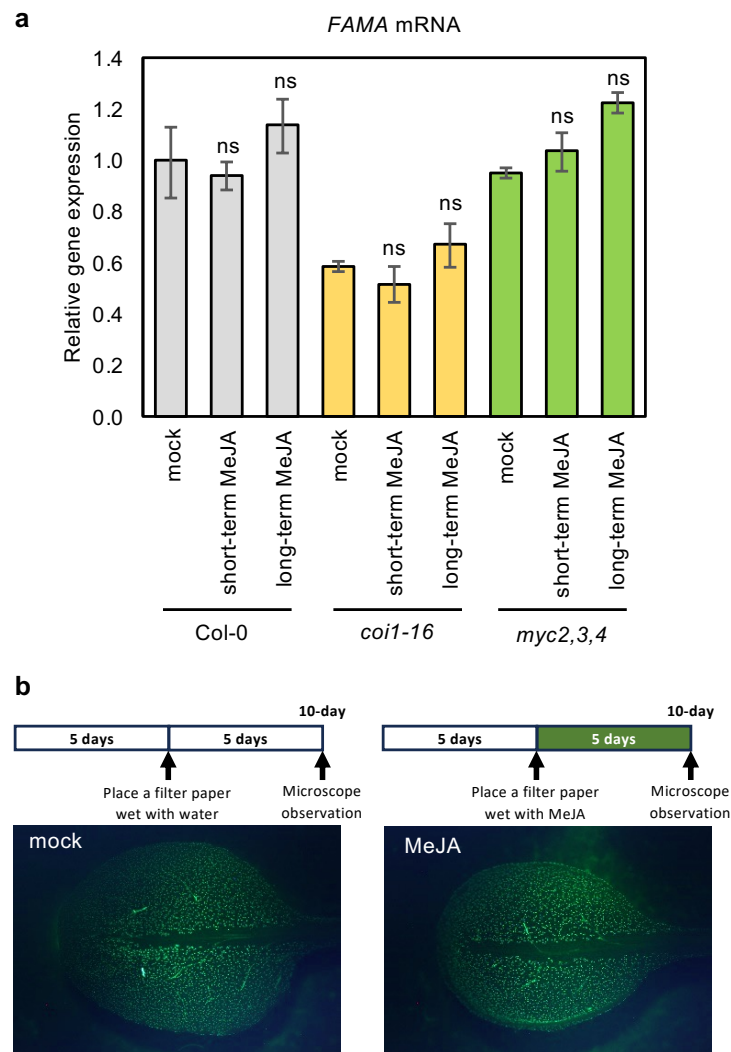 a
FAMA mRNA
Relative gene expression
1.4
1.2
1.0
0.8
0.6
0.4
0.2
0.0
ns
ns
ns
ns
ns
ns
mock
short-term MeJA
long-term MeJA
mock
short-term MeJA
long-term MeJA
mock
short-term MeJA
long-term MeJA
Col-0
coi1-16
myc2,3,4
b
10-day
5 days
5 days
Place a filter paper
wet with water
Microscope
observation
mock
10-day
5 days
5 days
Place a filter paper
wet with MeJA
Microscope
observation
MeJA